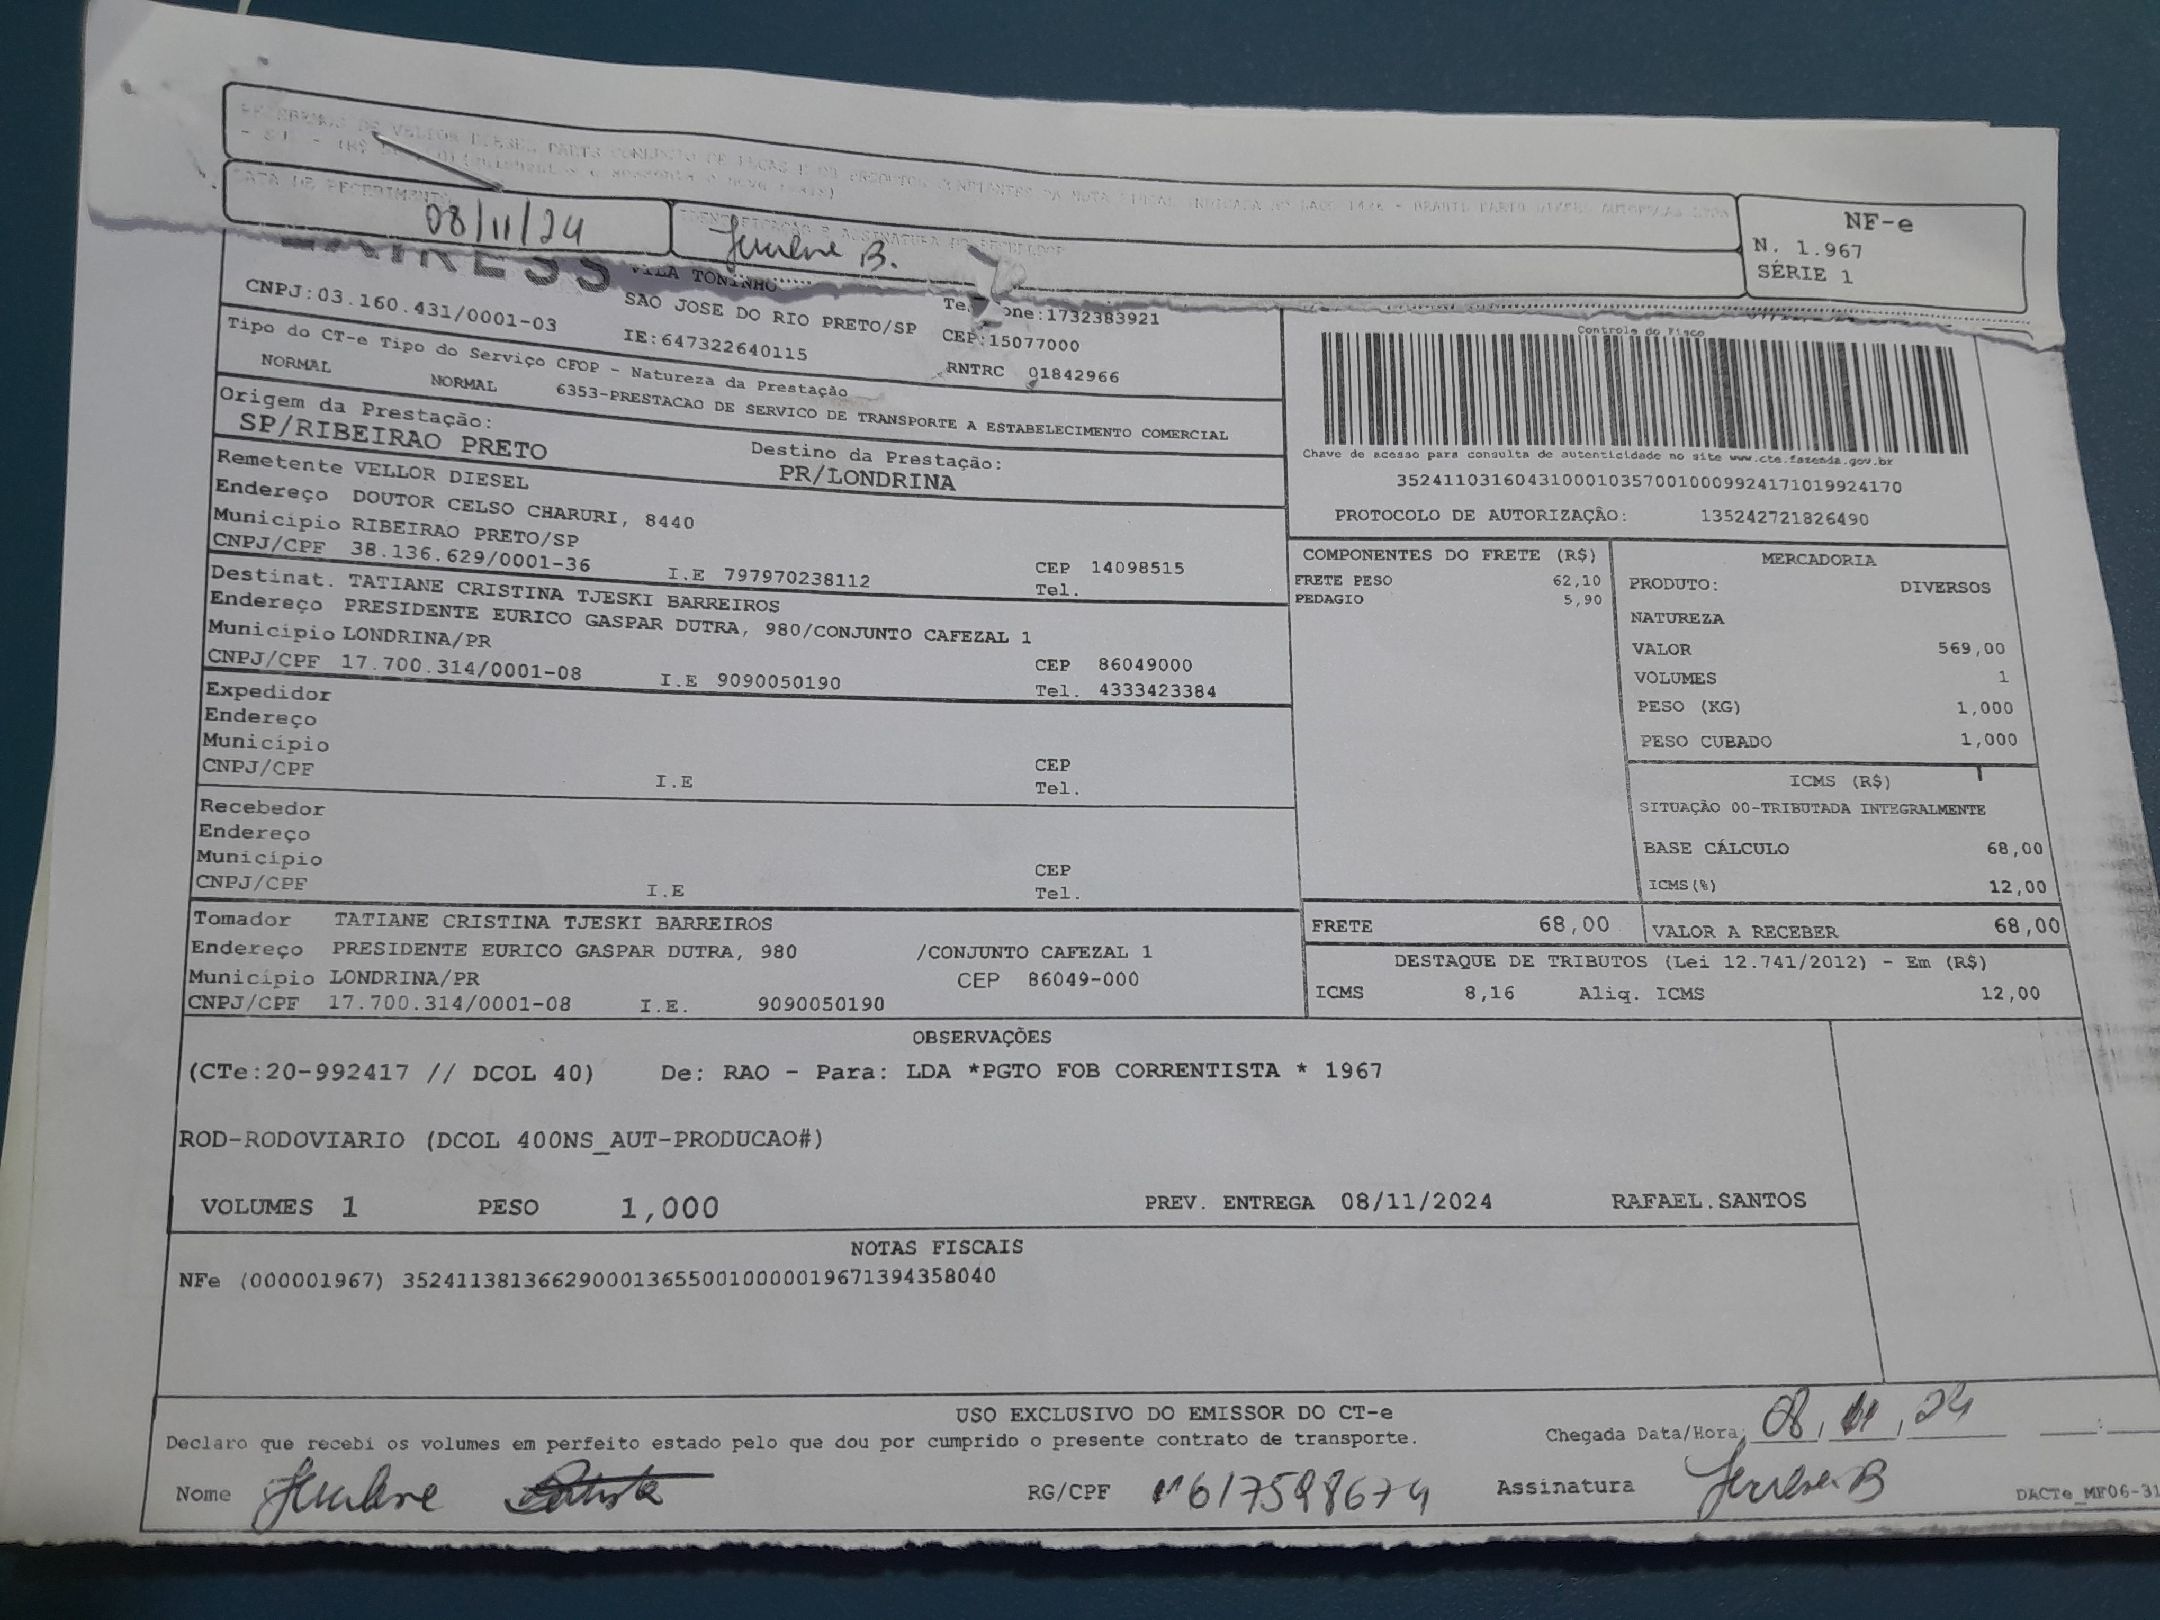 DATA DE RECEBIMENTO
08/11/24
IDENTIFICAÇÃO E ASSINATURA DO RECEBEDOR
B.
NF-e
N. 1.967
SÉRIE 1
VILA TONINHO
CNPJ:03.160.431/0001-03
SAO JOSE DO RIO PRETO/SP
:1732383921
IE:647322640115
CEP:15077000
RNTRC 01842966
Tipo do CT-e Tipo do Serviço CFOP - Natureza da Prestação
NORMAL NORMAL 6353-PRESTACAO DE SERVICO DE TRANSPORTE A ESTABELECIMENTO COMERCIAL
Origem da Prestação:
SP/RIBEIRAO PRETO
Destino da Prestação:
PR/LONDRINA
Controle do Fisco
Chave de acesso para consulta de autenticidade no site www.cte.fazenda.gov.br
35241103160431000103570010009924171019924170
PROTOCOLO DE AUTORIZAÇÃO: 135242721826490
Remetente VELLOR DIESEL
Endereço DOUTOR CELSO CHARURI, 8440
Município RIBEIRAO PRETO/SP
CEP 14098515
CNPJ/CPF 38.136.629/0001-36 I.E 797970238112 Tel.
Destinat. TATIANE CRISTINA TJESKI BARREIROS
Endereço PRESIDENTE EURICO GASPAR DUTRA, 980/CONJUNTO CAFEZAL 1
Município LONDRINA/PR CEP 86049000
CNPJ/CPF 17.700.314/0001-08 I.E 9090050190 Tel. 4333423384
Expedidor
Endereço
Município CEP
CNPJ/CPF I.E Tel.
Recebedor
Endereço
Município CEP
CNPJ/CPF I.E Tel.
Tomador TATIANE CRISTINA TJESKI BARREIROS
Endereço PRESIDENTE EURICO GASPAR DUTRA, 980 /CONJUNTO CAFEZAL 1
Município LONDRINA/PR CEP 86049-000
CNPJ/CPF 17.700.314/0001-08 I.E. 9090050190
COMPONENTES DO FRETE (R$)
FRETE PESO 62,10
PEDAGIO 5,90
MERCADORIA
PRODUTO: DIVERSOS
NATUREZA
VALOR 569,00
VOLUMES 1
PESO (KG) 1,000
PESO CUBADO 1,000
ICMS (R$)
SITUAÇÃO 00-TRIBUTADA INTEGRALMENTE
BASE CÁLCULO 68,00
ICMS(%) 12,00
FRETE 68,00 VALOR A RECEBER 68,00
DESTAQUE DE TRIBUTOS (Lei 12.741/2012) - Em (R$)
ICMS 8,16 Aliq. ICMS 12,00
OBSERVAÇÕES
(CTe:20-992417 // DCOL 40) De: RAO - Para: LDA *PGTO FOB CORRENTISTA * 1967
ROD-RODOVIARIO (DCOL 400NS_AUT-PRODUCAO#)
VOLUMES 1 PESO 1,000 PREV. ENTREGA 08/11/2024 RAFAEL.SANTOS
NOTAS FISCAIS
NFe (000001967) 35241138136629000136550010000019671394358040
USO EXCLUSIVO DO EMISSOR DO CT-e
Declaro que recebi os volumes em perfeito estado pelo que dou por cumprido o presente contrato de transporte.
Chegada Data/Hora: 08/11/24 :
Nome RG/CPF Assinatura B
DACTe_MF06-31